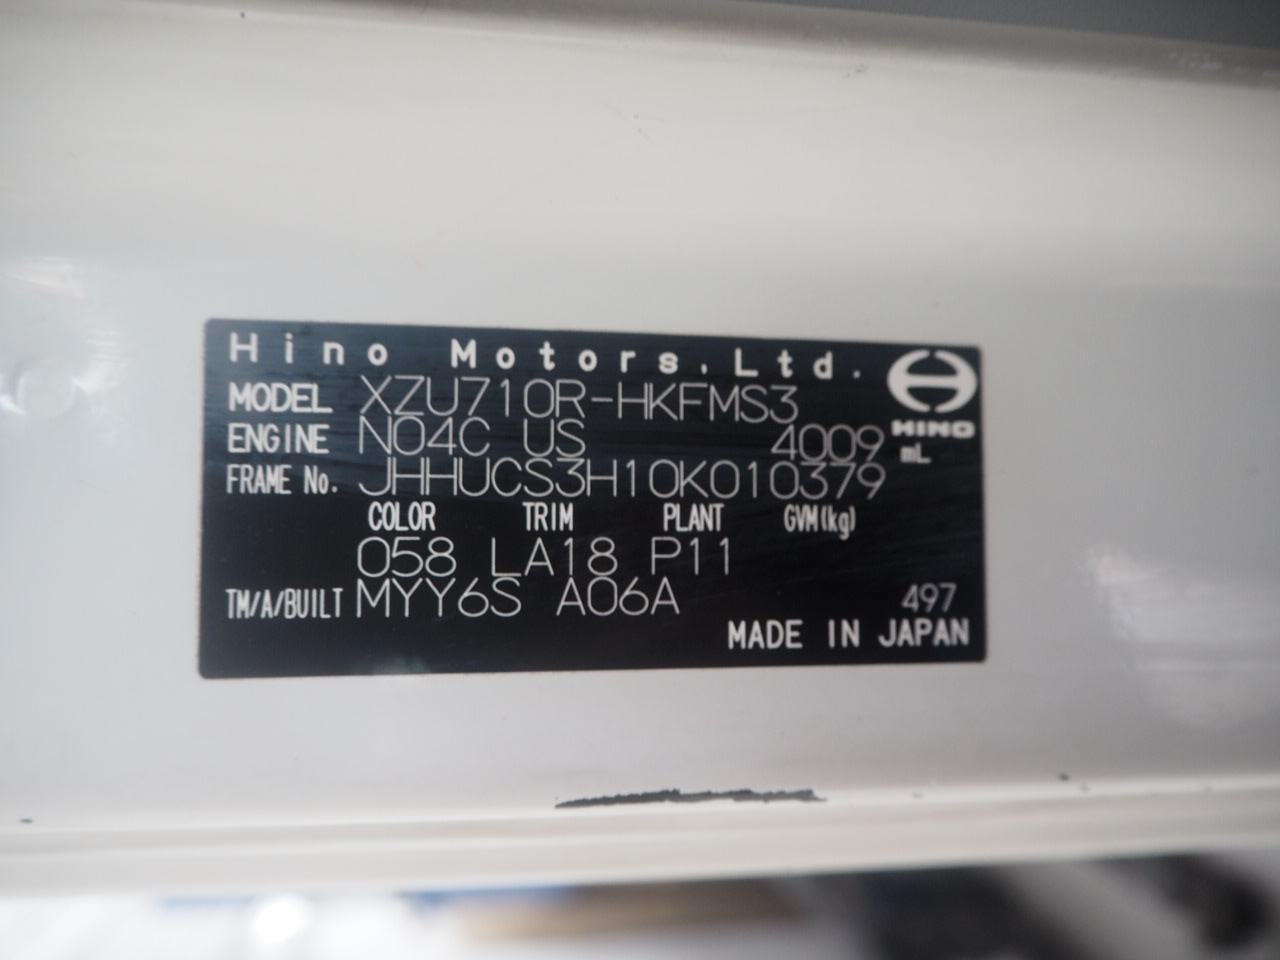 Hino Motors, Ltd.
MODEL XZU710R-HKFMS3
ENGINE N04C US 4009 mL
HINO
FRAME No. JHHUCS3H10K010379
COLOR TRIM PLANT GVM(kg)
058 LA18 P11
TM/A/BUILT MYY6S A06A 497
MADE IN JAPAN